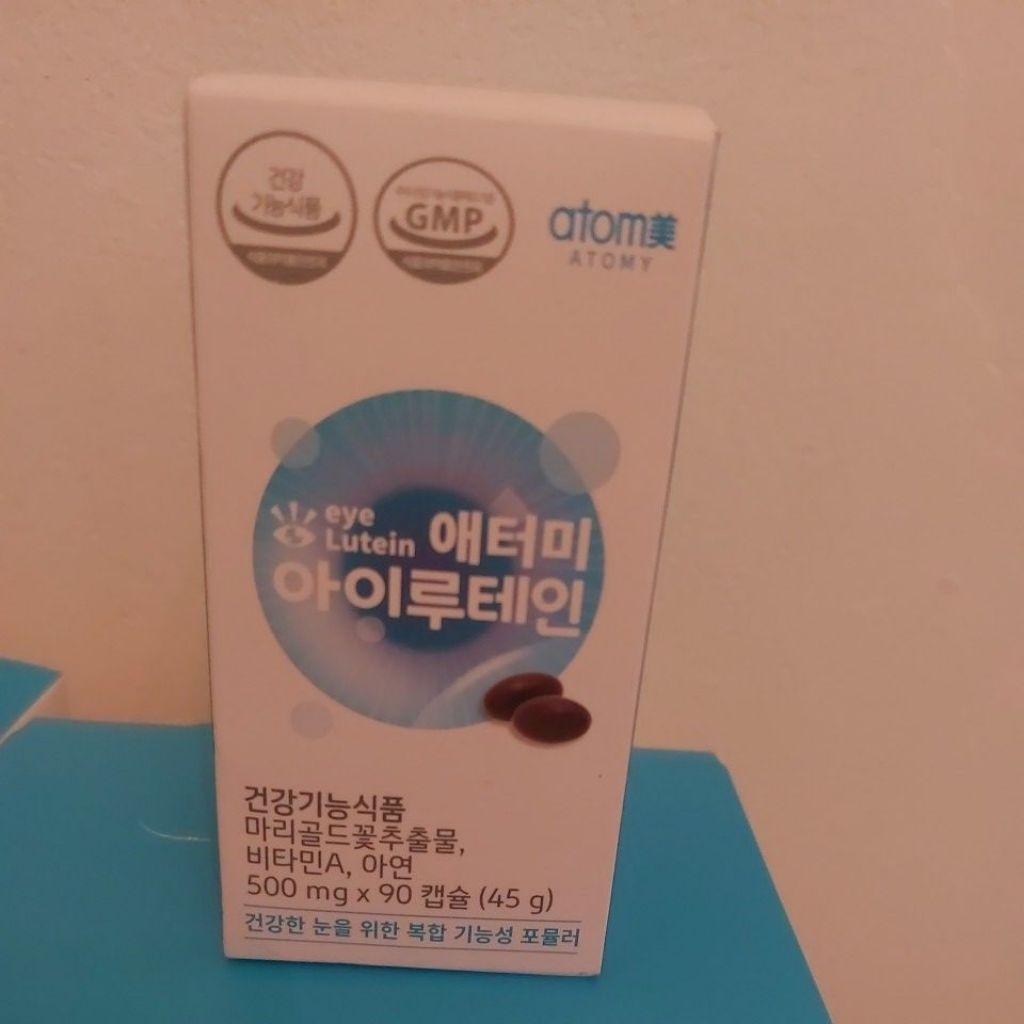 건강
기능식품
GMP
atom美
ATOMY
eye
Lutein 애터미
아이루테인
건강기능식품
마리골드꽃추출물,
비타민A, 아연
500 mg x 90 캡슐 (45 g)
건강한 눈을 위한 복합 기능성 포뮬러